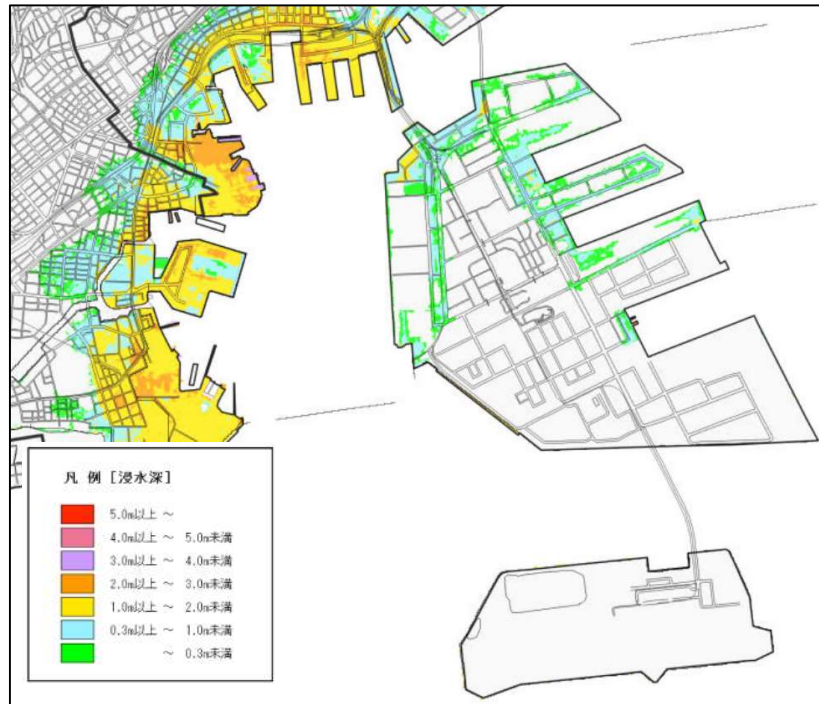 凡 例 [浸水深]
5.0m以上 ~
4.0m以上 ~ 5.0m未満
3.0m以上 ~ 4.0m未満
2.0m以上 ~ 3.0m未満
1.0m以上 ~ 2.0m未満
0.3m以上 ~ 1.0m未満
~ 0.3m未満